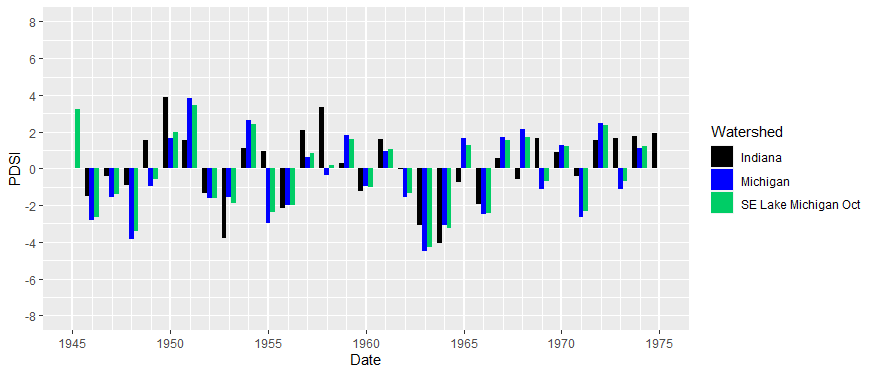 8
6
4
2
0
-2
-4
-6
-8
PDSI
1945 1950 1955 1960 1965 1970 1975
Date
Watershed
Indiana
Michigan
SE Lake Michigan Oct